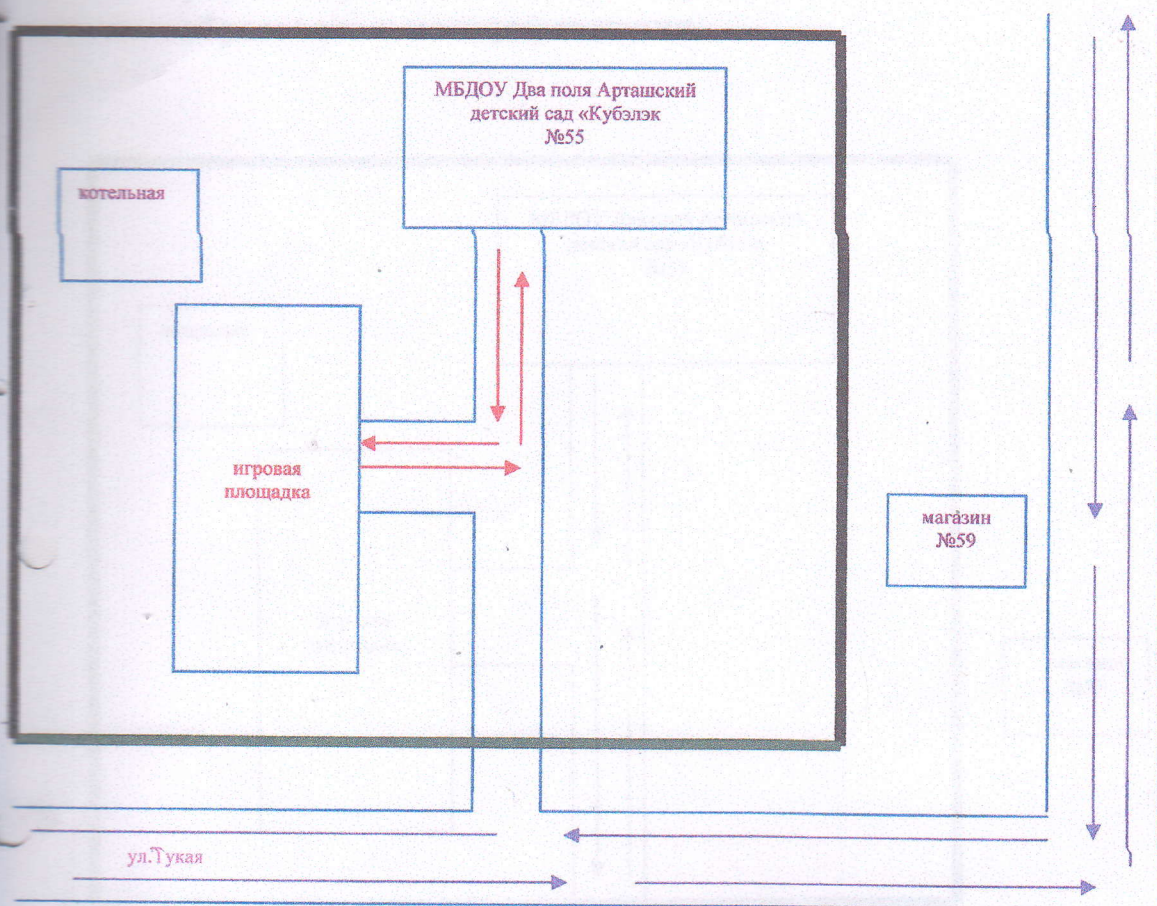 МБДОУ Два поля Арташский
детский сад «Кубэлэк
№55
котельная
игровая
площадка
магазин
№59
ул.Тукая